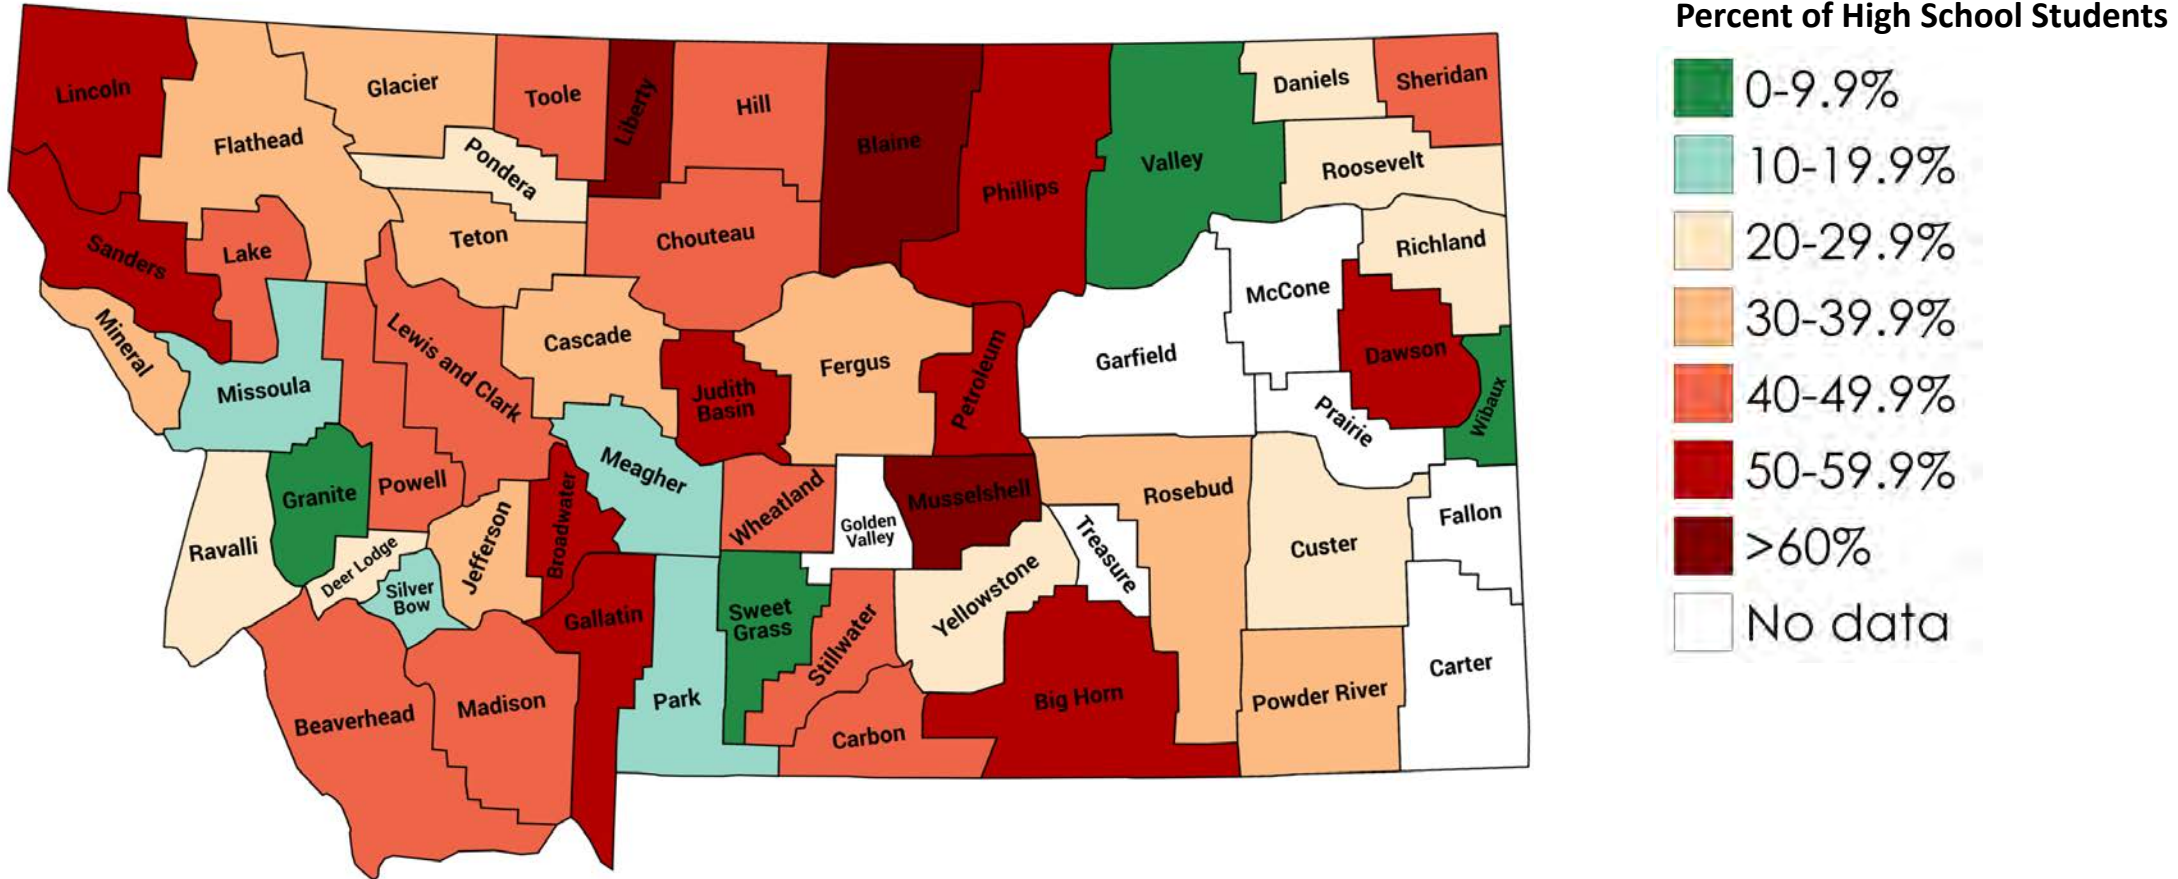 Percent of High School Students
0-9.9%
10-19.9%
20-29.9%
30-39.9%
40-49.9%
50-59.9%
>60%
No data
Lincoln
Flathead
Glacier
Toole
Liberty
Hill
Blaine
Phillips
Valley
Daniels
Sheridan
Pondera
Roosevelt
Sanders
Lake
Teton
Chouteau
Richland
McCone
Mineral
Missoula
Lewis and Clark
Cascade
Judith
Basin
Fergus
Petroleum
Garfield
Dawson
Wibaux
Prairie
Granite
Powell
Meagher
Wheatland
Golden
Valley
Musselshell
Rosebud
Treasure
Custer
Fallon
Ravalli
Deer Lodge
Silver
Bow
Jefferson
Broadwater
Gallatin
Sweet
Grass
Stillwater
Yellowstone
Beaverhead
Madison
Park
Carbon
Big Horn
Powder River
Carter